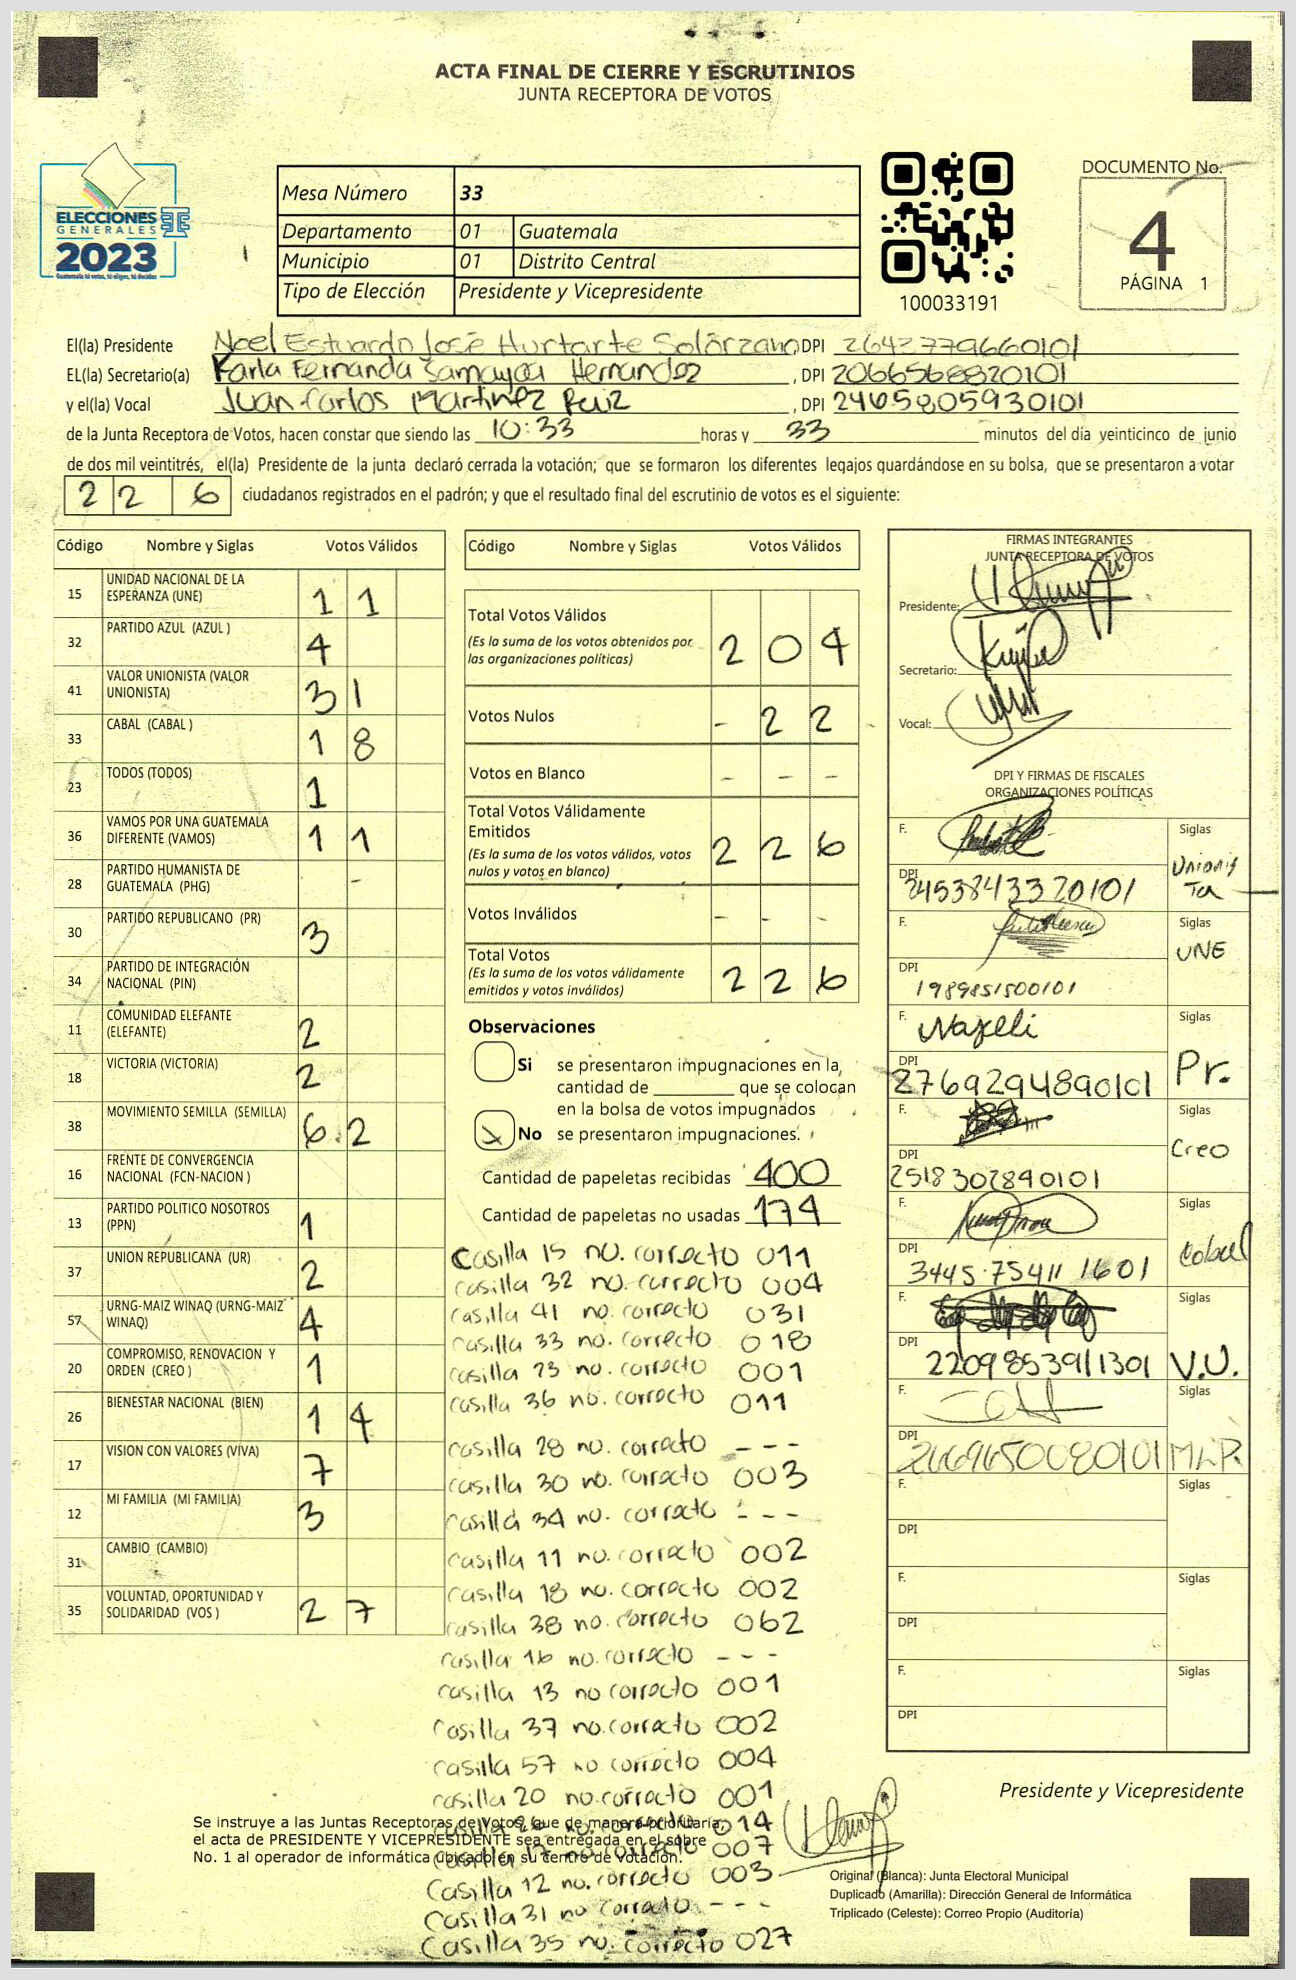 ACTA FINAL DE CIERRE Y ESCRUTINIOS
JUNTA RECEPTORA DE VOTOS
ELECCIONES
GENERALES
2023
Mesa Número 33
Departamento 01 Guatemala
Municipio 01 Distrito Central
Tipo de Elección Presidente y Vicepresidente
100033191
DOCUMENTO No.
4
PÁGINA 1
El(la) Presidente Noel Estuardo José Hurtarte Solórzano, DPI 2642779660101
EL(la) Secretario(a) Karla Fernanda Samayoa Hernandez, DPI 2066568820101
y el(la) Vocal Juan Carlos Martinez Ruiz, DPI 2465805930101
de la Junta Receptora de Votos, hacen constar que siendo las 10:33 horas y 33 minutos del día veinticinco de junio
de dos mil veintitrés, el(la) Presidente de la junta declaró cerrada la votación; que se formaron los diferentes legajos quardándose en su bolsa, que se presentaron a votar
2 2 6 ciudadanos registrados en el padrón; y que el resultado final del escrutinio de votos es el siguiente:
Código Nombre y Siglas Votos Válidos
15 UNIDAD NACIONAL DE LA ESPERANZA (UNE) 1 1
32 PARTIDO AZUL (AZUL ) 4
41 VALOR UNIONISTA (VALOR UNIONISTA) 3 1
33 CABAL (CABAL ) 1 8
23 TODOS (TODOS) 1
36 VAMOS POR UNA GUATEMALA DIFERENTE (VAMOS) 1 1
28 PARTIDO HUMANISTA DE GUATEMALA (PHG) -
30 PARTIDO REPUBLICANO (PR) 3
34 PARTIDO DE INTEGRACIÓN NACIONAL (PIN)
11 COMUNIDAD ELEFANTE (ELEFANTE) 2
18 VICTORIA (VICTORIA) 2
38 MOVIMIENTO SEMILLA (SEMILLA) 6 2
16 FRENTE DE CONVERGENCIA NACIONAL (FCN-NACION )
13 PARTIDO POLITICO NOSOTROS (PPN) 1
37 UNION REPUBLICANA (UR) 2
57 URNG-MAIZ WINAQ (URNG-MAIZ WINAQ) 4
20 COMPROMISO, RENOVACION Y ORDEN (CREO ) 1
26 BIENESTAR NACIONAL (BIEN) 1 4
17 VISION CON VALORES (VIVA) 7
12 MI FAMILIA (MI FAMILIA) 3
31 CAMBIO (CAMBIO)
35 VOLUNTAD, OPORTUNIDAD Y SOLIDARIDAD (VOS ) 2 7
Código Nombre y Siglas Votos Válidos
Total Votos Válidos 2 0 4
(Es la suma de los votos obtenidos por las organizaciones políticas)
Votos Nulos - 2 2
Votos en Blanco - - -
Total Votos Válidamente Emitidos 2 2 6
(Es la suma de los votos válidos, votos nulos y votos en blanco)
Votos Inválidos - - -
Total Votos 2 2 6
(Es la suma de los votos válidamente emitidos y votos inválidos)
Observaciones
Si se presentaron impugnaciones en la,
cantidad de ________ que se colocan
en la bolsa de votos impugnados
No se presentaron impugnaciones.
Cantidad de papeletas recibidas 400
Cantidad de papeletas no usadas 174
Casilla 15 no. correcto 011
casilla 32 no. correcto 004
casilla 41 no. correcto 031
casilla 33 no. correcto 018
casilla 23 no. correcto 001
casilla 36 no. correcto 011
casilla 28 no. correcto - - -
casilla 30 no. correcto 003
casilla 34 no. correcto - - -
casilla 11 no. correcto 002
casilla 18 no. correcto 002
casilla 38 no. correcto 062
casilla 16 no. correcto - - -
casilla 13 no correcto 001
casilla 37 no. correcto 002
casilla 57 no correcto 004
casilla 20 no. correcto 001
casilla 26 no. correcto 014
casilla 17 no. correcto 007
Casilla 12 no. correcto 003
Casilla 31 no correcto - - -
Casilla 35 no. correcto 027
FIRMAS INTEGRANTES
JUNTA RECEPTORA DE VOTOS
Presidente:
Secretario:
Vocal:
DPI Y FIRMAS DE FISCALES
ORGANIZACIONES POLÍTICAS
F. Siglas Unionista
DPI 2453843320101
F. Siglas UNE
DPI 1989851500101
F. Nayeli Siglas Pr.
DPI 2769294890101
F. Siglas Creo
DPI 2518302890101
F. Siglas
DPI 3445 75411 1601
F. Siglas V.U.
DPI 2209853911301
F. Siglas
DPI
F. Siglas
DPI
F. Siglas
DPI
F. Siglas
DPI
Presidente y Vicepresidente
Se instruye a las Juntas Receptoras de Votos, que de manera prioritaria,
el acta de PRESIDENTE Y VICEPRESIDENTE sea entregada en el sobre
No. 1 al operador de informática ubicado en su centro de votación.
Original (Blanca): Junta Electoral Municipal
Duplicado (Amarilla): Dirección General de Informática
Triplicado (Celeste): Correo Propio (Auditoría)